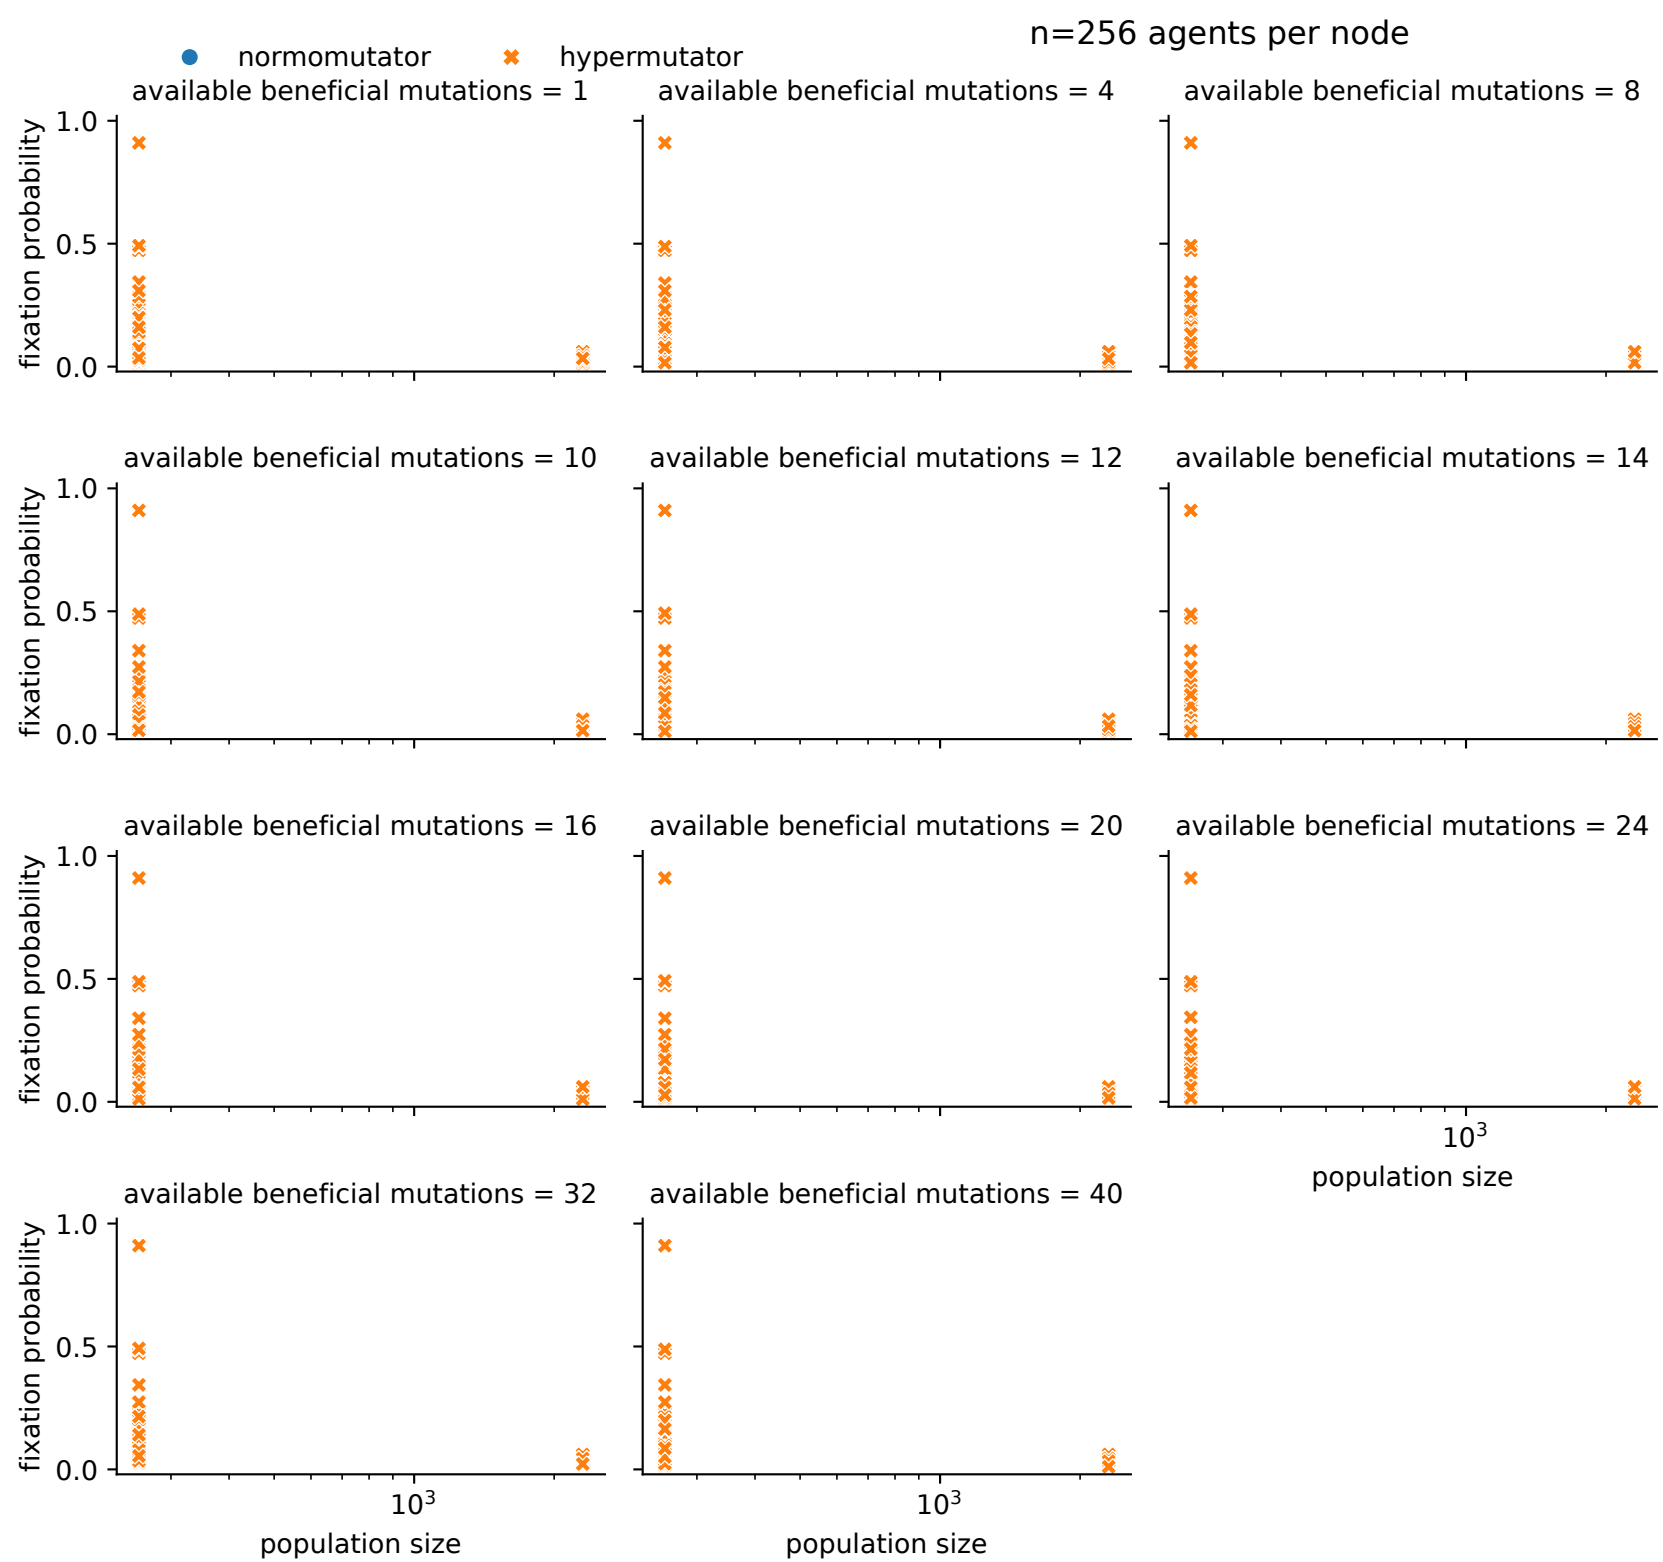 n=256 agents per node
normomutator hypermutator
available beneficial mutations = 1 available beneficial mutations = 4 available beneficial mutations = 8
fixation probability
1.0
0.5
0.0
available beneficial mutations = 10 available beneficial mutations = 12 available beneficial mutations = 14
fixation probability
1.0
0.5
0.0
available beneficial mutations = 16 available beneficial mutations = 20 available beneficial mutations = 24
fixation probability
1.0
0.5
0.0
10³
population size
available beneficial mutations = 32 available beneficial mutations = 40
fixation probability
1.0
0.5
0.0
10³ 10³
population size population size